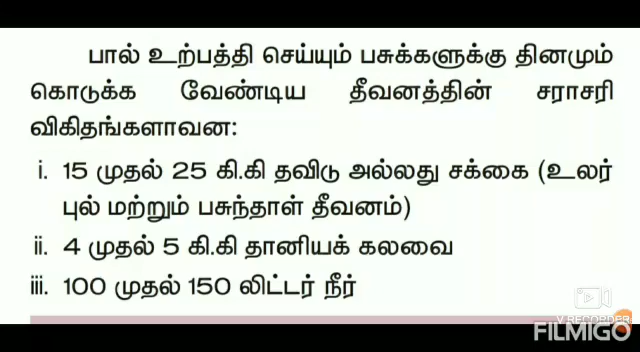 பால் உற்பத்தி செய்யும் பசுக்களுக்கு தினமும்
கொடுக்க வேண்டிய தீவனத்தின் சராசரி
விகிதங்களாவன:
i. 15 முதல் 25 கி.கி தவிடு அல்லது சக்கை (உலர்
புல் மற்றும் பசுந்தாள் தீவனம்)
ii. 4 முதல் 5 கி.கி தானியக் கலவை
iii. 100 முதல் 150 லிட்டர் நீர்
V RECORDER
FILMIGO